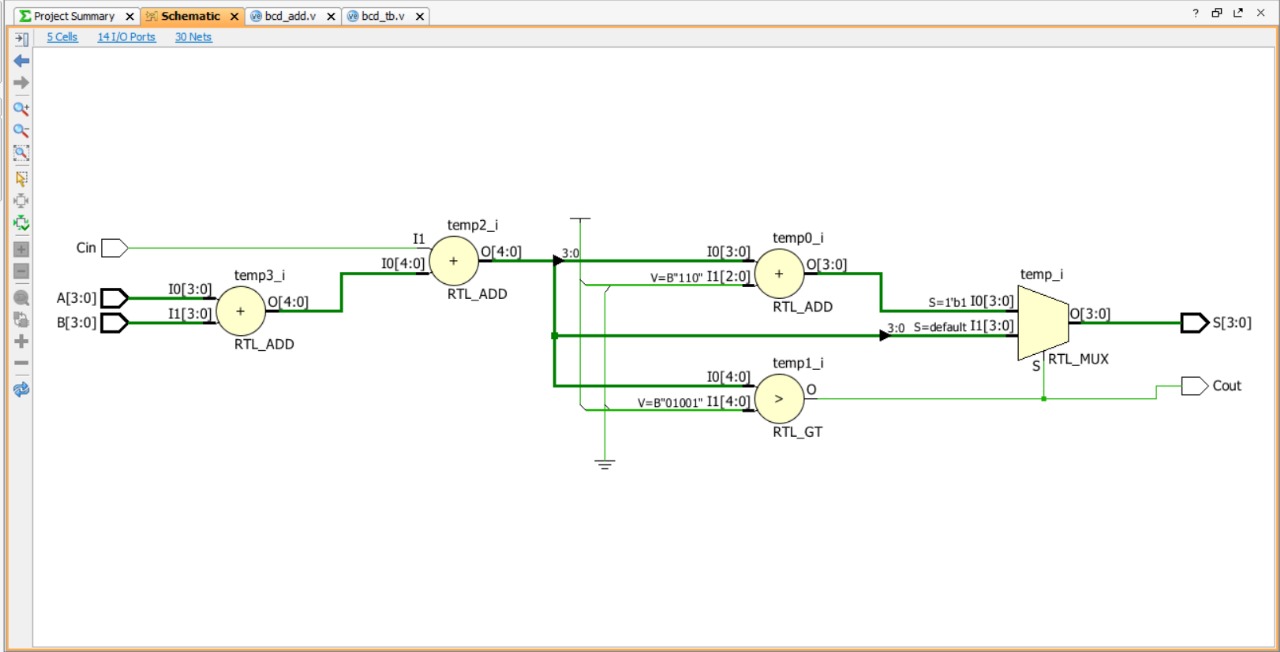 Project Summary × Schematic × bcd_add.v × bcd_tb.v ×
5 Cells 14 I/O Ports 30 Nets
temp2_i
Cin I1
I0[4:0] + O[4:0]
RTL_ADD
temp3_i
A[3:0] I0[3:0]
B[3:0] I1[3:0] + O[4:0]
RTL_ADD
3:0
temp0_i
I0[3:0]
V=B"110" I1[2:0] + O[3:0]
RTL_ADD
temp_i
S=1'b1 I0[3:0]
3:0 S=default I1[3:0] O[3:0] S[3:0]
S RTL_MUX
temp1_i
I0[4:0]
V=B"01001" I1[4:0] > O Cout
RTL_GT